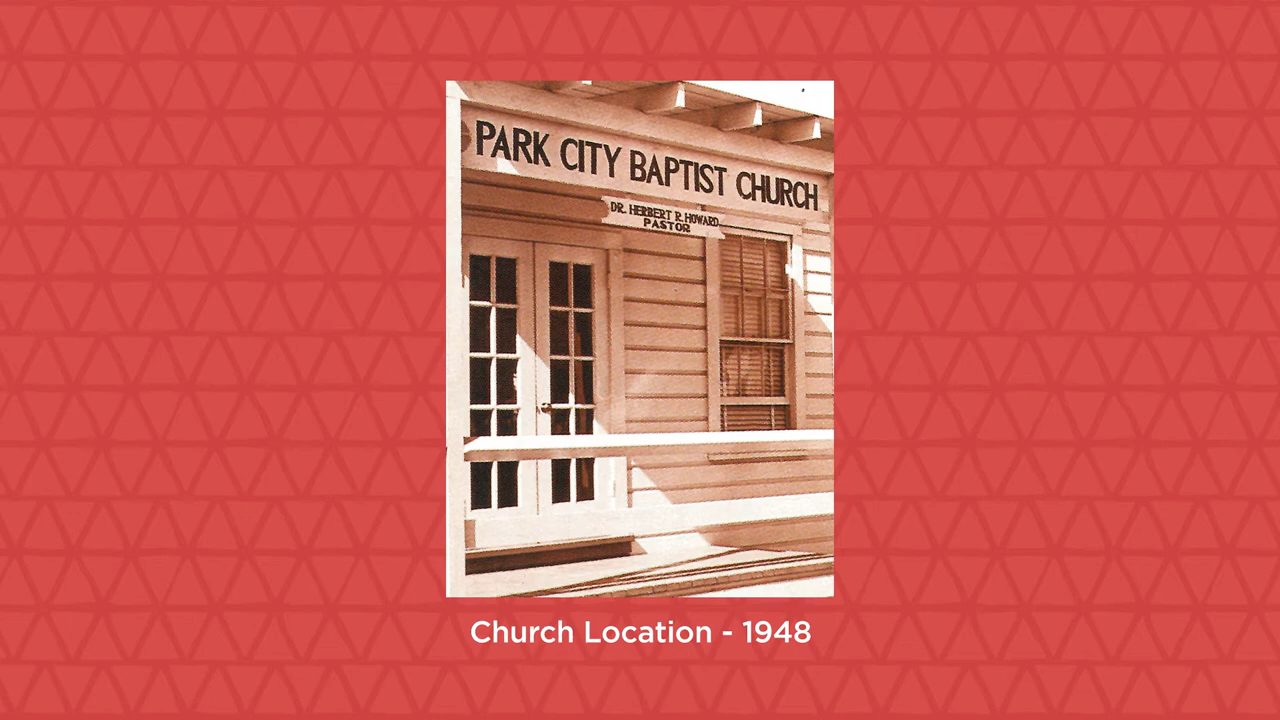 PARK CITY BAPTIST CHURCH
DR. HERBERT R. HOWARD
PASTOR
Church Location - 1948